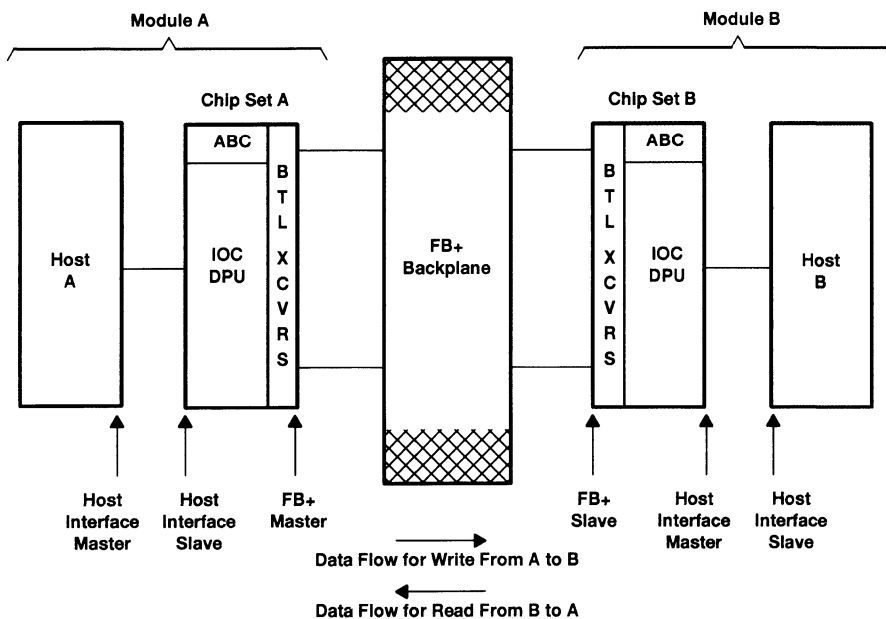 Module A
Module B
Chip Set A
Chip Set B
Host
A
ABC
IOC
DPU
B
T
L
X
C
V
R
S
FB+
Backplane
B
T
L
X
C
V
R
S
ABC
IOC
DPU
Host
B
Host
Interface
Master
Host
Interface
Slave
FB+
Master
FB+
Slave
Host
Interface
Master
Host
Interface
Slave
Data Flow for Write From A to B
Data Flow for Read From B to A